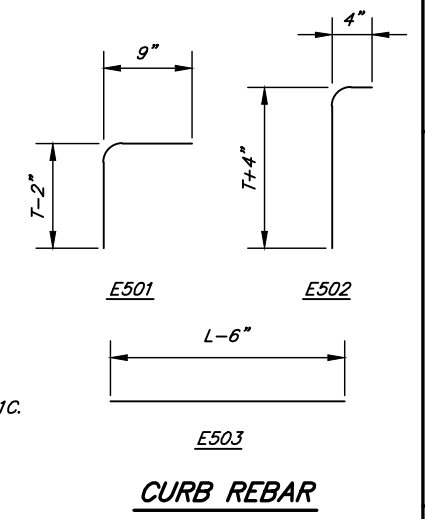 4"
9"
T-2"
T+4"
E501
E502
L-6"
1C.
E503
CURB REBAR